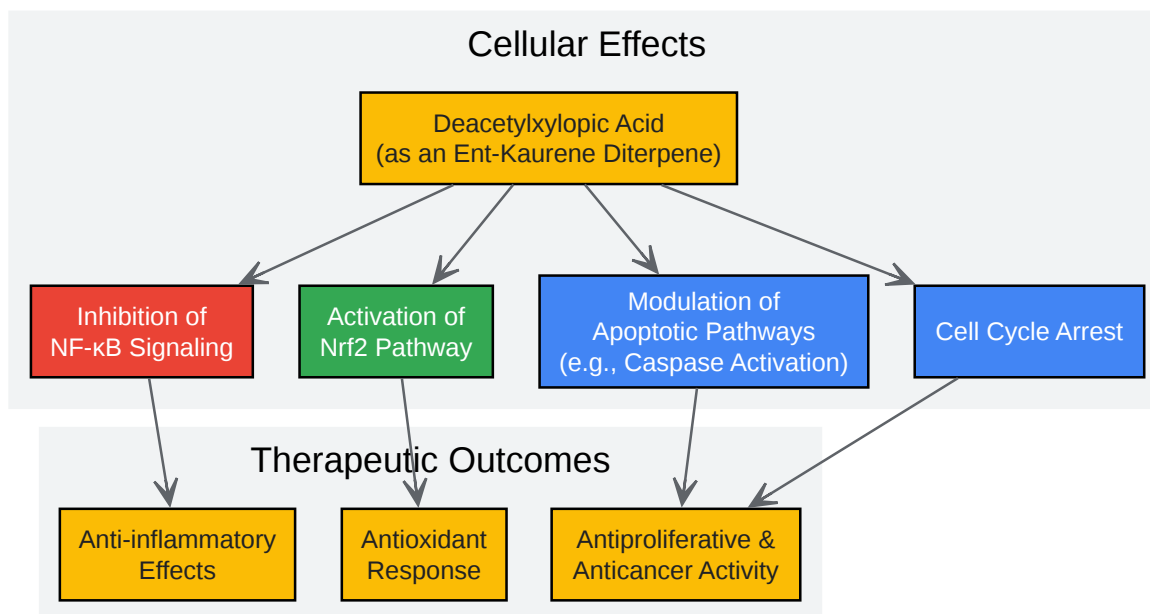 Cellular Effects
Deacetylxylopic Acid
(as an Ent-Kaurene Diterpene)
Inhibition of
NF-κB Signaling
Activation of
Nrf2 Pathway
Modulation of
Apoptotic Pathways
(e.g., Caspase Activation)
Cell Cycle Arrest
Therapeutic Outcomes
Anti-inflammatory
Effects
Antioxidant
Response
Antiproliferative &
Anticancer Activity